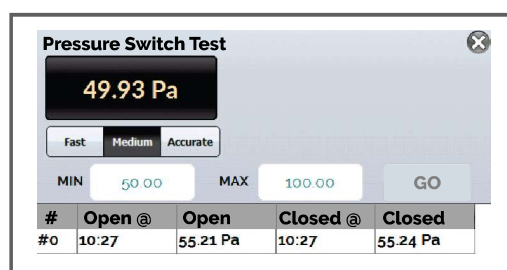 Pressure Switch Test
49.93 Pa
Fast Medium Accurate
MIN 50.00 MAX 100.00 GO
# Open @ Open Closed @ Closed
#0 10:27 55.21 Pa 10:27 55.24 Pa